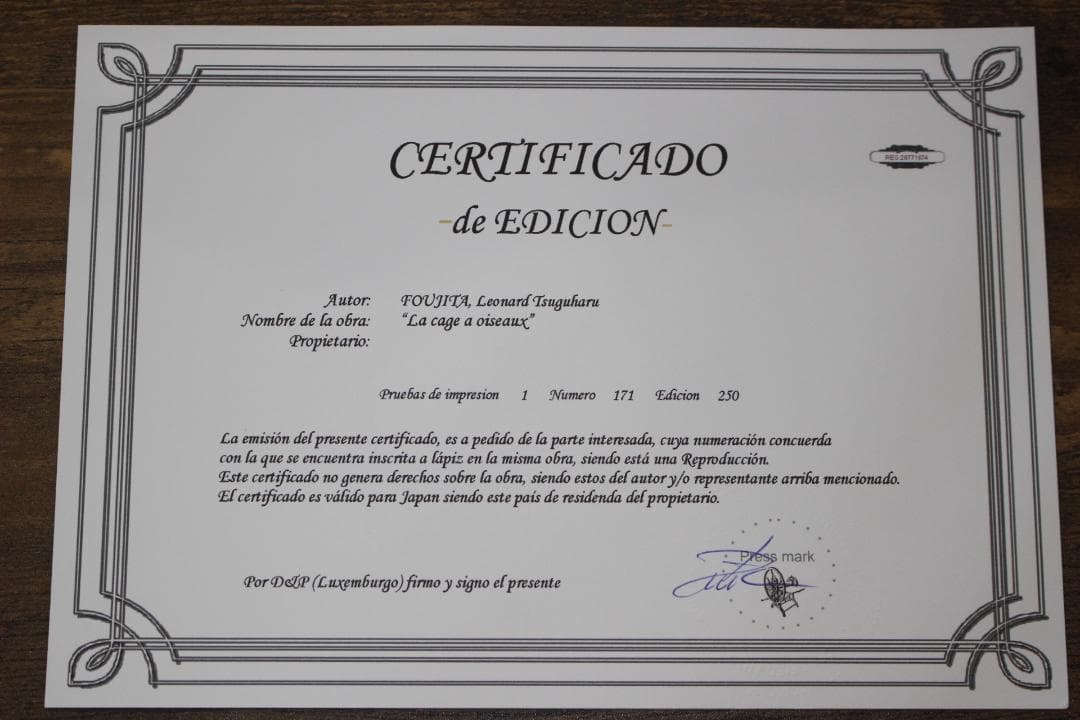 CERTIFICADO
-de EDICION-
Autor: FOUJITA, Leonard Tsuguharu
Nombre de la obra: "La cage a oiseaux"
Propietario:
Pruebas de impresion 1 Numero 171 Edicion 250
La emisión del presente certificado, es a pedido de la parte interesada, cuya numeración concuerda
con la que se encuentra inscrita a lápiz en la misma obra, siendo está una Reproducción.
Este certificado no genera derechos sobre la obra, siendo estos del autor y/o representante arriba mencionado.
El certificado es válido para Japan siendo este país de residenda del propietario.
Press mark
Por D&P (Luxemburgo) firmo y signo el presente